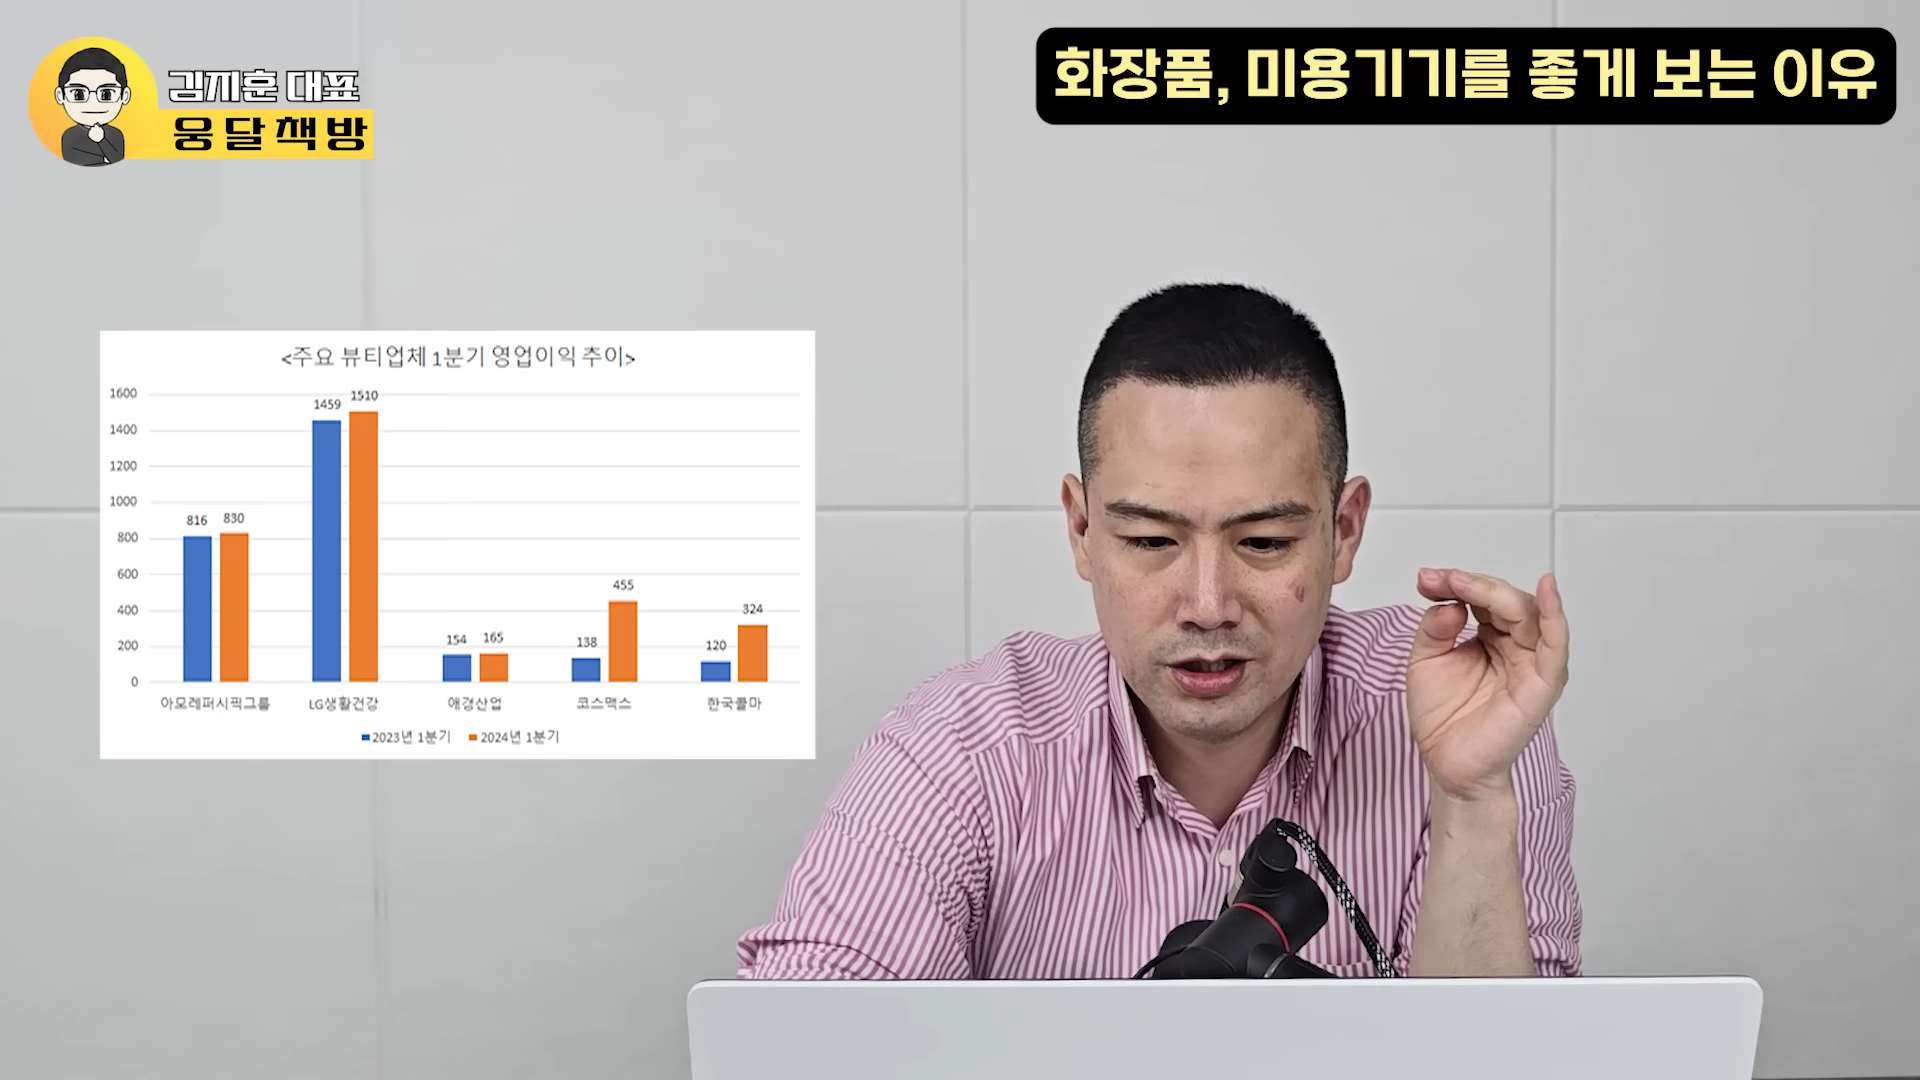 김지훈 대표
웅달책방
화장품, 미용기기를 좋게 보는 이유
<주요 뷰티업체 1분기 영업이익 추이>
1600
1400
1200
1000
800
600
400
200
0
816
830
1459
1510
154
165
138
455
120
324
아모레퍼시픽그룹
LG생활건강
애경산업
코스맥스
한국콜마
2023년 1분기
2024년 1분기